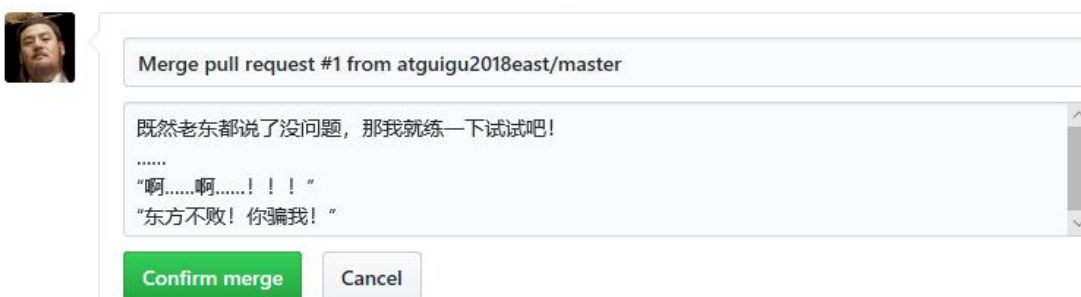 Merge pull request #1 from atguigu2018east/master
既然老东都说了没问题，那我就练一下试试吧！
......
“啊......啊......！！！”
“东方不败！你骗我！”
Confirm merge
Cancel